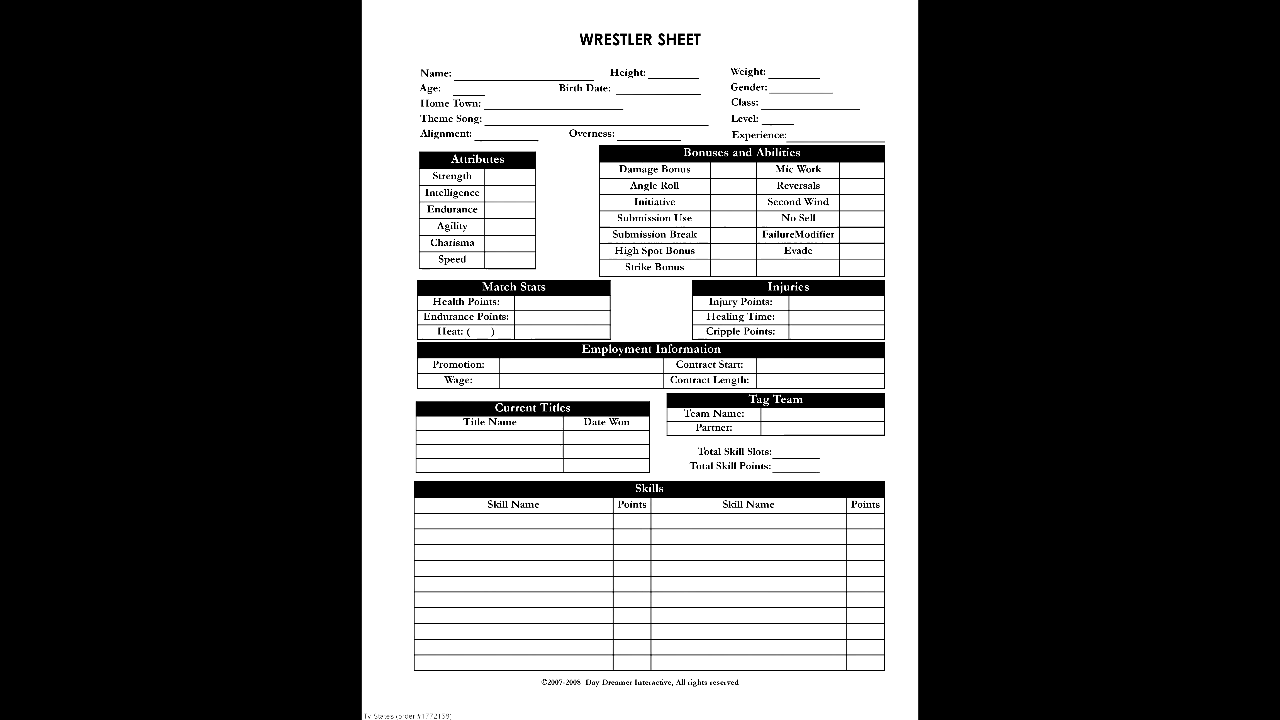 WRESTLER SHEET
Name: Height: Weight:
Age: Birth Date: Gender:
Home Town: Class:
Theme Song: Level:
Alignment: Overness: Experience:
Attributes
Strength
Intelligence
Endurance
Agility
Charisma
Speed
Bonuses and Abilities
Damage Bonus Mic Work
Angle Roll Reversals
Initiative Second Wind
Submission Use No Sell
Submission Break FailureModifier
High Spot Bonus Evade
Strike Bonus
Match Stats
Health Points:
Endurance Points:
Heat: ( )
Injuries
Injury Points:
Healing Time:
Cripple Points:
Employment Information
Promotion: Contract Start:
Wage: Contract Length:
Current Titles
Title Name Date Won
Tag Team
Team Name:
Partner:
Total Skill Slots:
Total Skill Points:
Skills
Skill Name Points Skill Name Points
©2007-2008 Day Dreamer Interactive, All rights reserved
States (order #1772159)